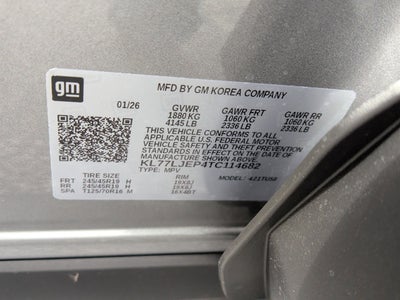 gm
MFD BY GM KOREA COMPANY
01/26 GVWR GAWR FRT GAWR RR
1880 KG 1060 KG 1060 KG
4145 LB 2336 LB 2336 LB
THIS VEHICLE CONFORMS TO ALL
APPLICABLE U.S. FEDERAL MOTOR
VEHICLE SAFETY AND THEFT PREVENTION
STANDARDS IN EFFECT ON THE DATE OF
MANUFACTURE SHOWN ABOVE.
KL77LJEP4TC114682
TYPE: MPV MODEL:
TIRE SIZE RIM
FRT 245/45R19 H 19X8J
RR 245/45R19 H 19X8J
SPA T125/70R16 M 16X4BT